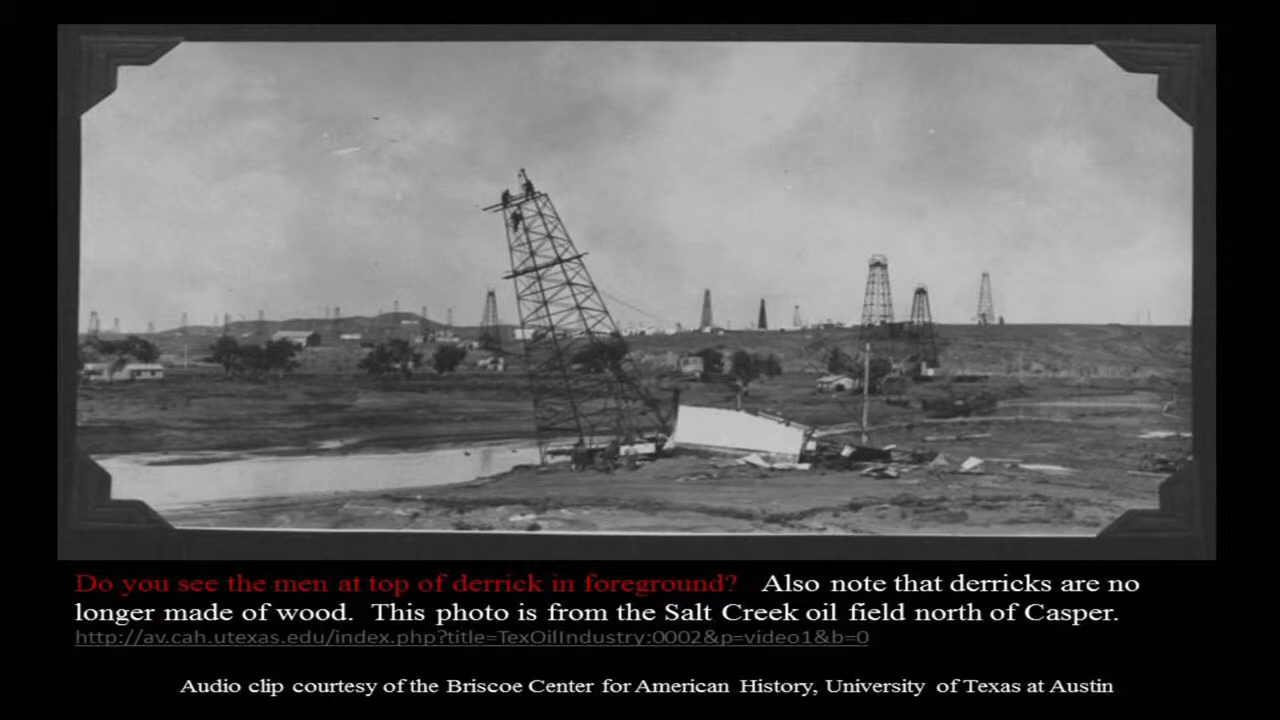 Do you see the men at top of derrick in foreground? Also note that derricks are no
longer made of wood. This photo is from the Salt Creek oil field north of Casper.
http://av.cah.utexas.edu/index.php?title=TexOilIndustry:0002&p=video1&b=0
Audio clip courtesy of the Briscoe Center for American History, University of Texas at Austin